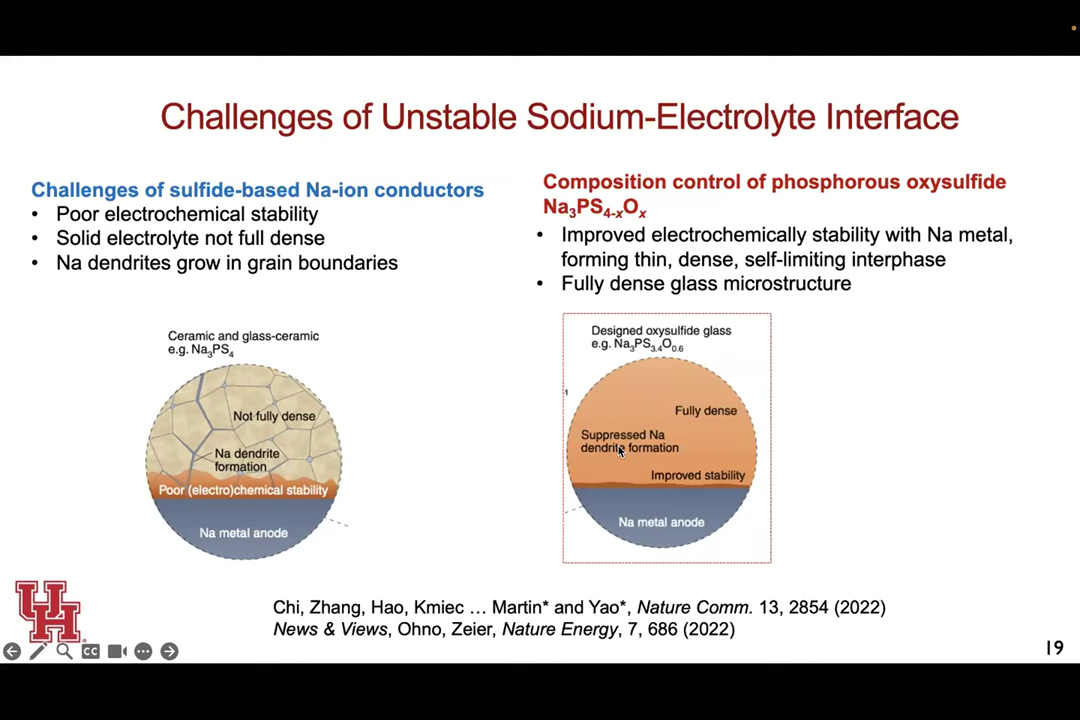 Challenges of Unstable Sodium-Electrolyte Interface
Challenges of sulfide-based Na-ion conductors
• Poor electrochemical stability
• Solid electrolyte not full dense
• Na dendrites grow in grain boundaries
Composition control of phosphorous oxysulfide
Na₃PS₄₋ₓOₓ
• Improved electrochemically stability with Na metal,
forming thin, dense, self-limiting interphase
• Fully dense glass microstructure
Ceramic and glass-ceramic
e.g. Na₃PS₄
Not fully dense
Na dendrite
formation
Poor (electro)chemical stability
Na metal anode
Designed oxysulfide glass
e.g. Na₃PS₃.₄O₀.₆
1
Fully dense
Suppressed Na
dendrite formation
Improved stability
Na metal anode
Chi, Zhang, Hao, Kmiec … Martin* and Yao*, Nature Comm. 13, 2854 (2022)
News & Views, Ohno, Zeier, Nature Energy, 7, 686 (2022)
UH
CC
19